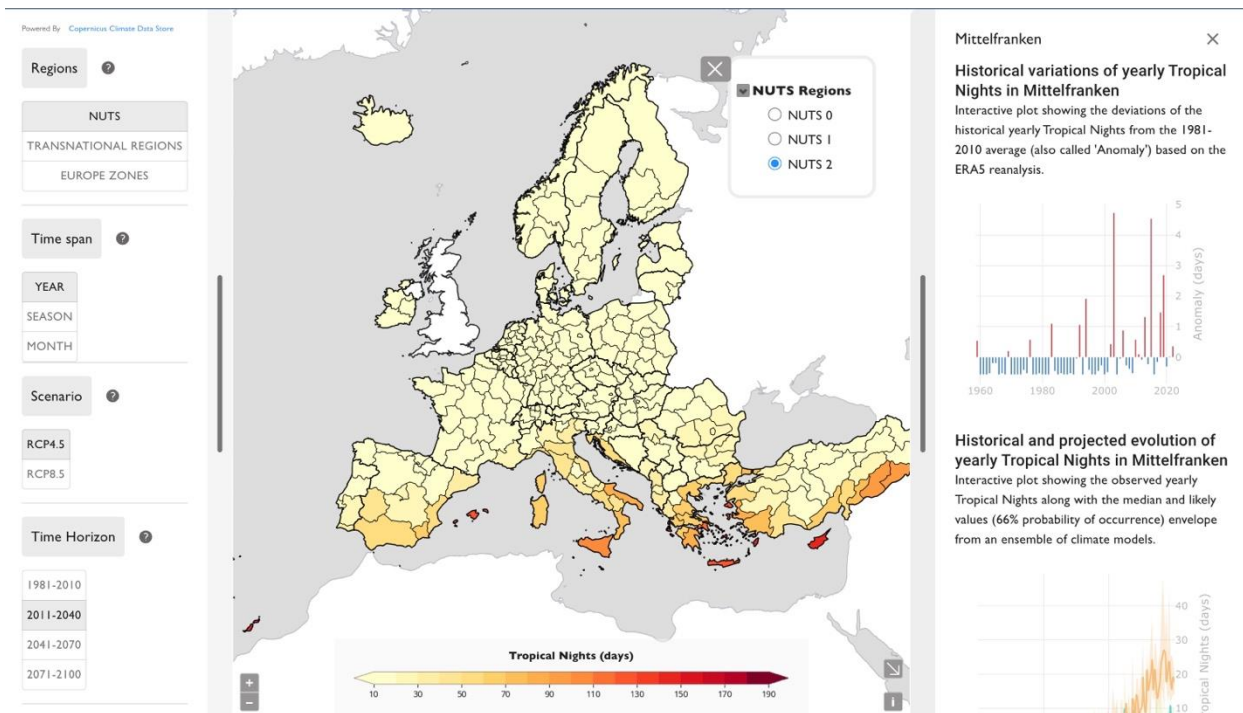 Powered By Copernicus Climate Data Store
Regions ?
NUTS
TRANSNATIONAL REGIONS
EUROPE ZONES
Time span ?
YEAR
SEASON
MONTH
Scenario ?
RCP4.5
RCP8.5
Time Horizon ?
1981-2010
2011-2040
2041-2070
2071-2100
NUTS Regions
NUTS 0
NUTS 1
NUTS 2
Tropical Nights (days)
10 30 50 70 90 110 130 150 170 190
+
−
i
Mittelfranken
Historical variations of yearly Tropical
Nights in Mittelfranken
Interactive plot showing the deviations of the
historical yearly Tropical Nights from the 1981-
2010 average (also called 'Anomaly') based on the
ERA5 reanalysis.
5
4
3
2
1
0
Anomaly (days)
1960 1980 2000 2020
Historical and projected evolution of
yearly Tropical Nights in Mittelfranken
Interactive plot showing the observed yearly
Tropical Nights along with the median and likely
values (66% probability of occurrence) envelope
from an ensemble of climate models.
40
30
20
10
Nights (days)